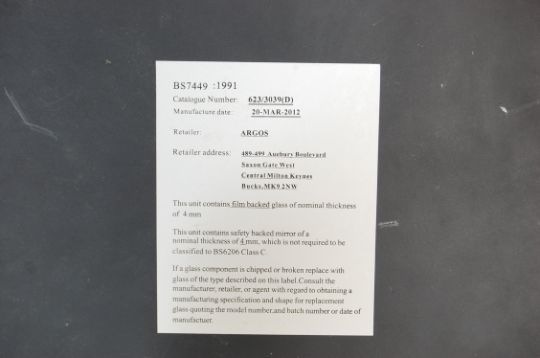 BS7449 :1991
Catalogue Number: 623/3039(D)
Manufacture date: 20-MAR-2012
Retailer: ARGOS
Retailer address: 489-499 Auebury Boulevard
Saxon Gate West
Central Milton Keynes
Bucks,MK9 2NW
This unit contains film backed glass of nominal thickness
of 4 mm
This unit contains safety backed mirror of a
nominal thickness of 4 mm, which is not required to be
classified to BS6206 Class C.
If a glass component is chipped or broken replace with
glass of the type described on this label.Consult the
manufacturer, retailer, or agent with regard to obtaining a
manufacturing specification and shape for replacement
glass quoting the model number,and batch number or date of
manufactuer.